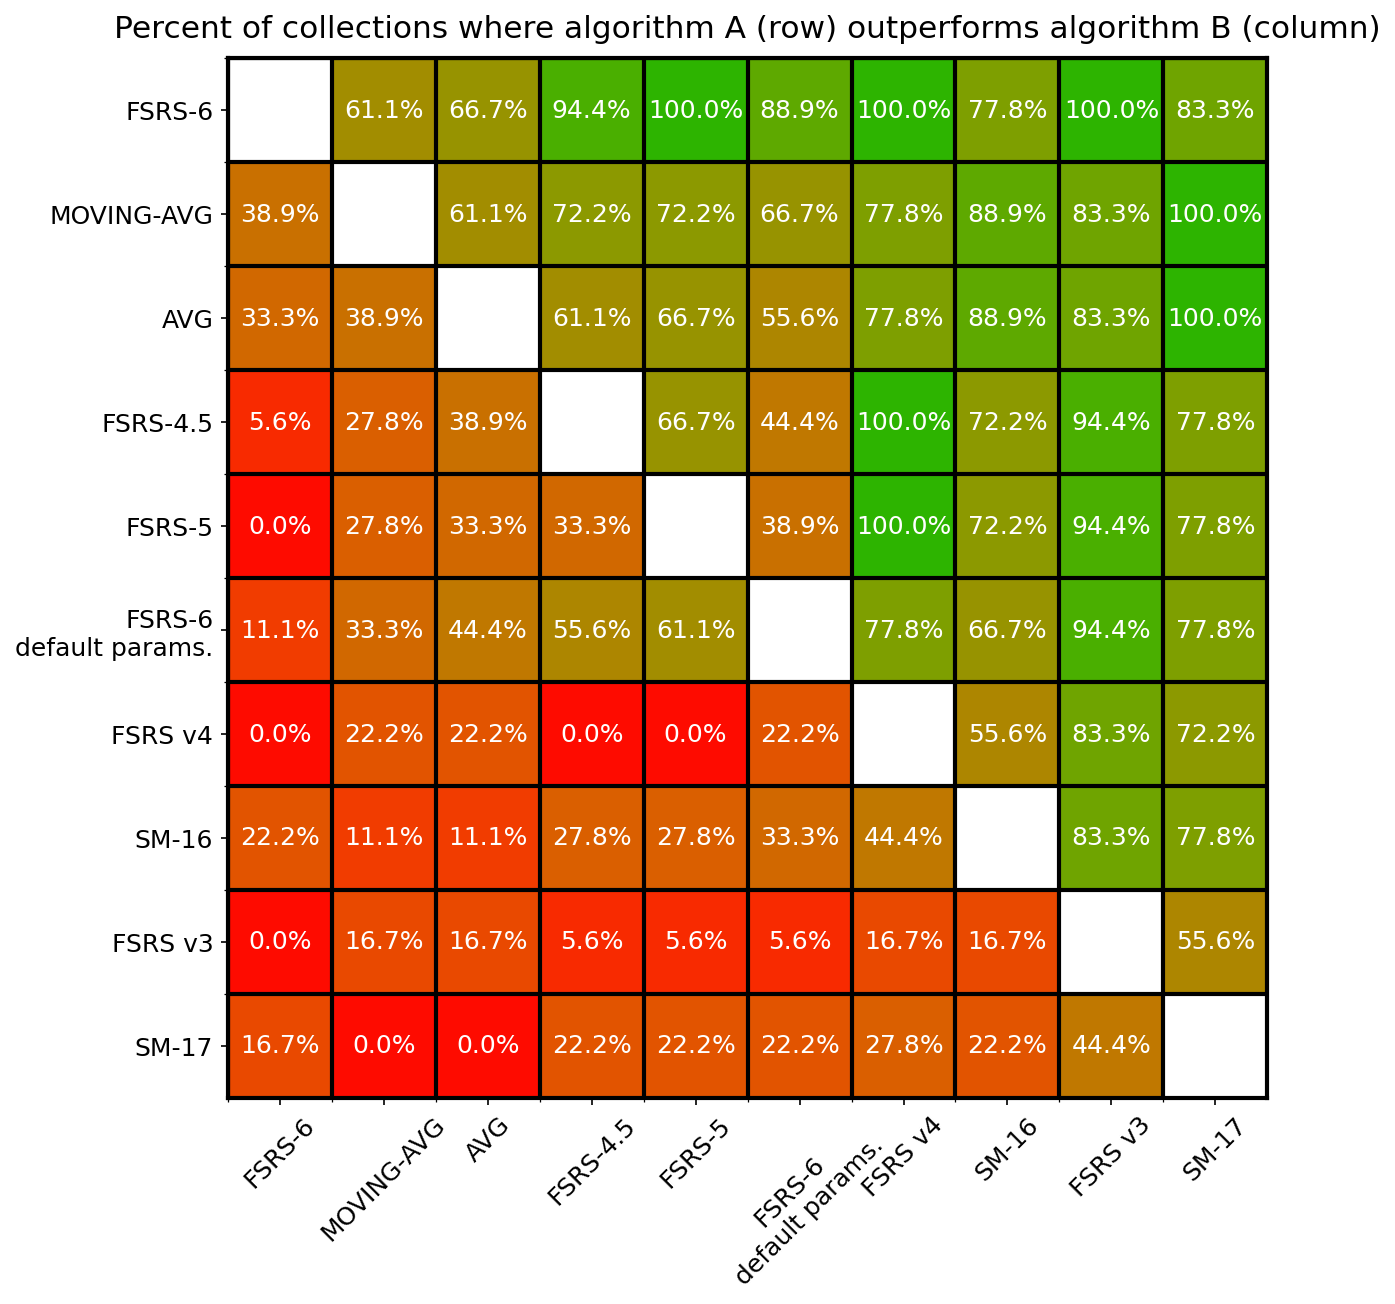 Percent of collections where algorithm A (row) outperforms algorithm B (column)
FSRS-6 61.1% 66.7% 94.4% 100.0% 88.9% 100.0% 77.8% 100.0% 83.3%
MOVING-AVG 38.9% 61.1% 72.2% 72.2% 66.7% 77.8% 88.9% 83.3% 100.0%
AVG 33.3% 38.9% 61.1% 66.7% 55.6% 77.8% 88.9% 83.3% 100.0%
FSRS-4.5 5.6% 27.8% 38.9% 66.7% 44.4% 100.0% 72.2% 94.4% 77.8%
FSRS-5 0.0% 27.8% 33.3% 33.3% 38.9% 100.0% 72.2% 94.4% 77.8%
FSRS-6
default params. 11.1% 33.3% 44.4% 55.6% 61.1% 77.8% 66.7% 94.4% 77.8%
FSRS v4 0.0% 22.2% 22.2% 0.0% 0.0% 22.2% 55.6% 83.3% 72.2%
SM-16 22.2% 11.1% 11.1% 27.8% 27.8% 33.3% 44.4% 83.3% 77.8%
FSRS v3 0.0% 16.7% 16.7% 5.6% 5.6% 5.6% 16.7% 16.7% 55.6%
SM-17 16.7% 0.0% 0.0% 22.2% 22.2% 22.2% 27.8% 22.2% 44.4%
FSRS-6
MOVING-AVG
AVG
FSRS-4.5
FSRS-5
FSRS-6
default params.
FSRS v4
SM-16
FSRS v3
SM-17